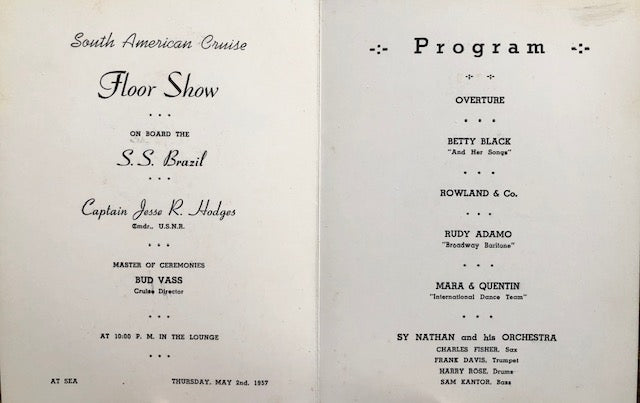 South American Cruise
Floor Show
ON BOARD THE
S.S. Brazil
Captain Jesse R. Hodges
Cmdr., U.S.N.R.
MASTER OF CEREMONIES
BUD VASS
Cruise Director
AT 10:00 P. M. IN THE LOUNGE
AT SEA THURSDAY, MAY 2nd, 1957
-:- Program -:-
OVERTURE
BETTY BLACK
"And Her Songs"
ROWLAND & Co.
RUDY ADAMO
"Broadway Baritone"
MARA & QUENTIN
"International Dance Team"
SY NATHAN and his ORCHESTRA
CHARLES FISHER, Sax
FRANK DAVIS, Trumpet
HARRY ROSE, Drums
SAM KANTOR, Bass